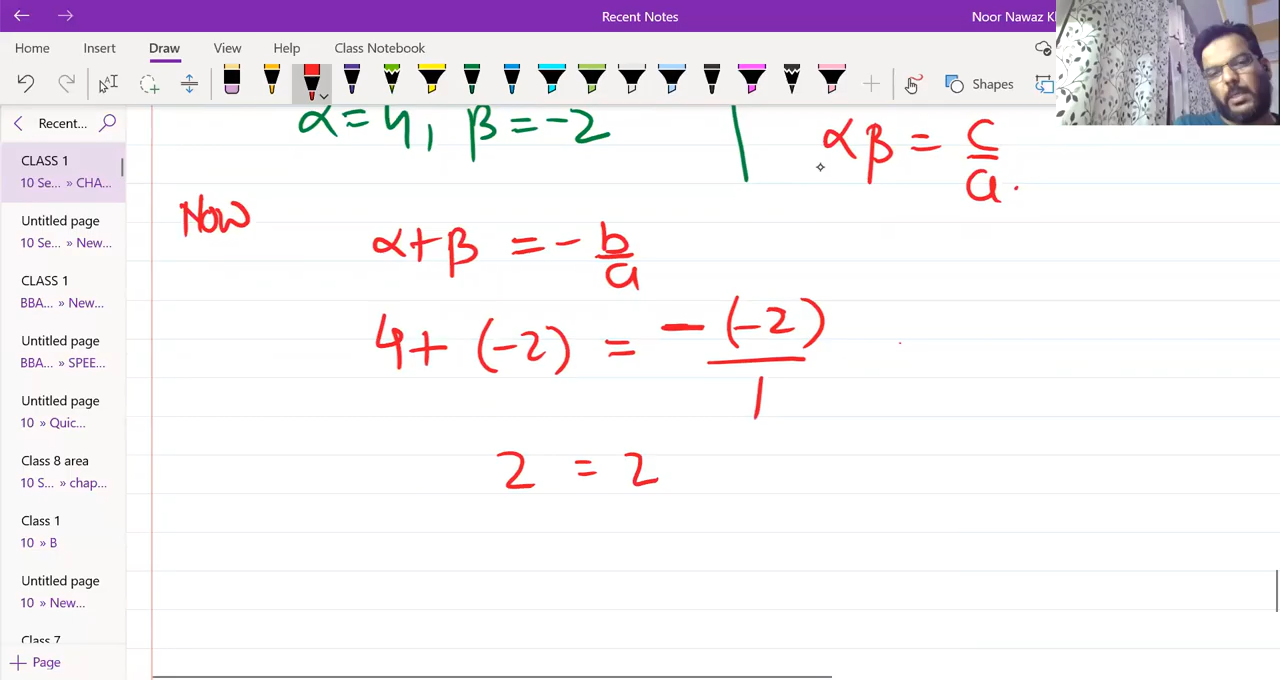 Recent Notes
Noor Nawaz Kh
Home Insert Draw View Help Class Notebook
Shapes
Recent...
CLASS 1
10 Se... » CHA...
Untitled page
10 Se... » New...
CLASS 1
BBA... » New...
Untitled page
BBA... » SPEE...
Untitled page
10 » Quic...
Class 8 area
10 S... » chap...
Class 1
10 » B
Untitled page
10 » New...
Class 7
Page
α = 4, β = -2
αβ = c/a.
Now
α+β = - b/a
4 + (-2) = -(-2)/1
2 = 2